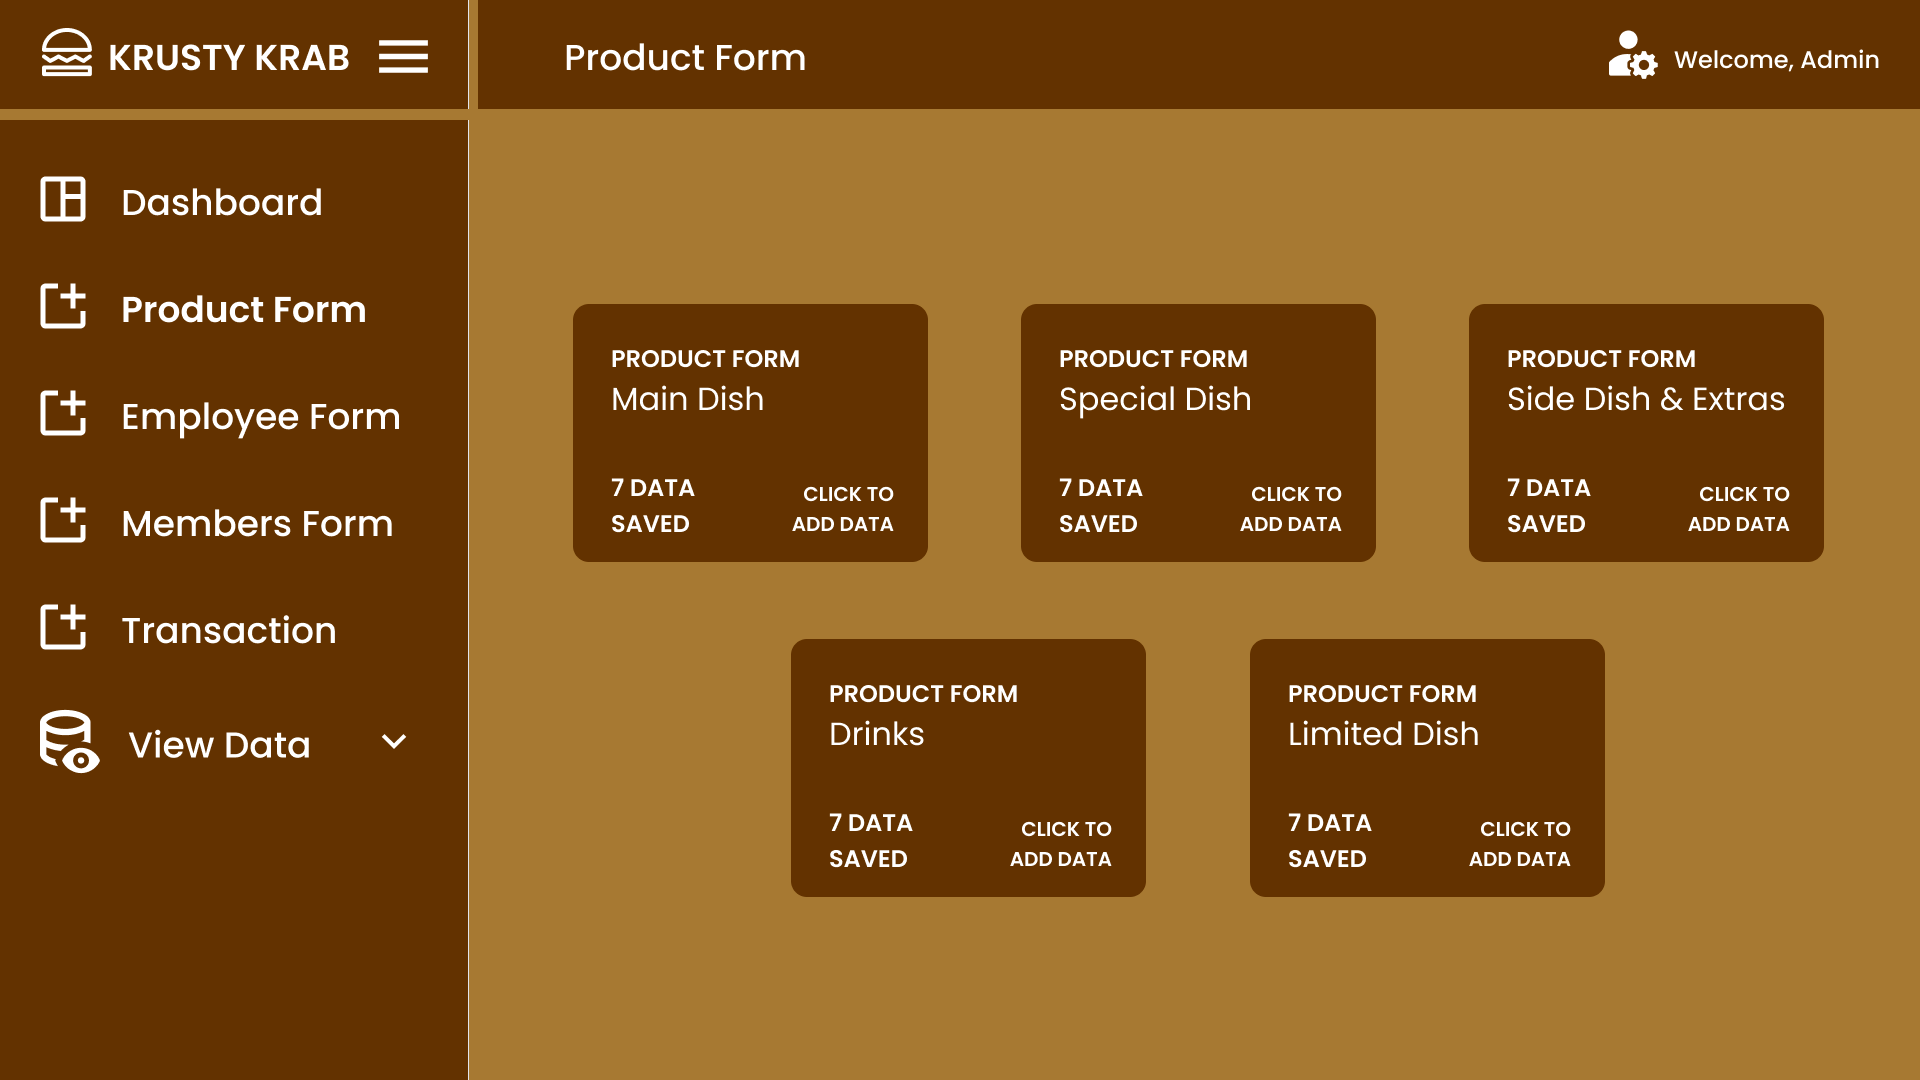 KRUSTY KRAB
Product Form
Welcome, Admin
Dashboard
Product Form
Employee Form
Members Form
Transaction
View Data
PRODUCT FORM
Main Dish
7 DATA
SAVED
CLICK TO
ADD DATA
PRODUCT FORM
Special Dish
7 DATA
SAVED
CLICK TO
ADD DATA
PRODUCT FORM
Side Dish & Extras
7 DATA
SAVED
CLICK TO
ADD DATA
PRODUCT FORM
Drinks
7 DATA
SAVED
CLICK TO
ADD DATA
PRODUCT FORM
Limited Dish
7 DATA
SAVED
CLICK TO
ADD DATA